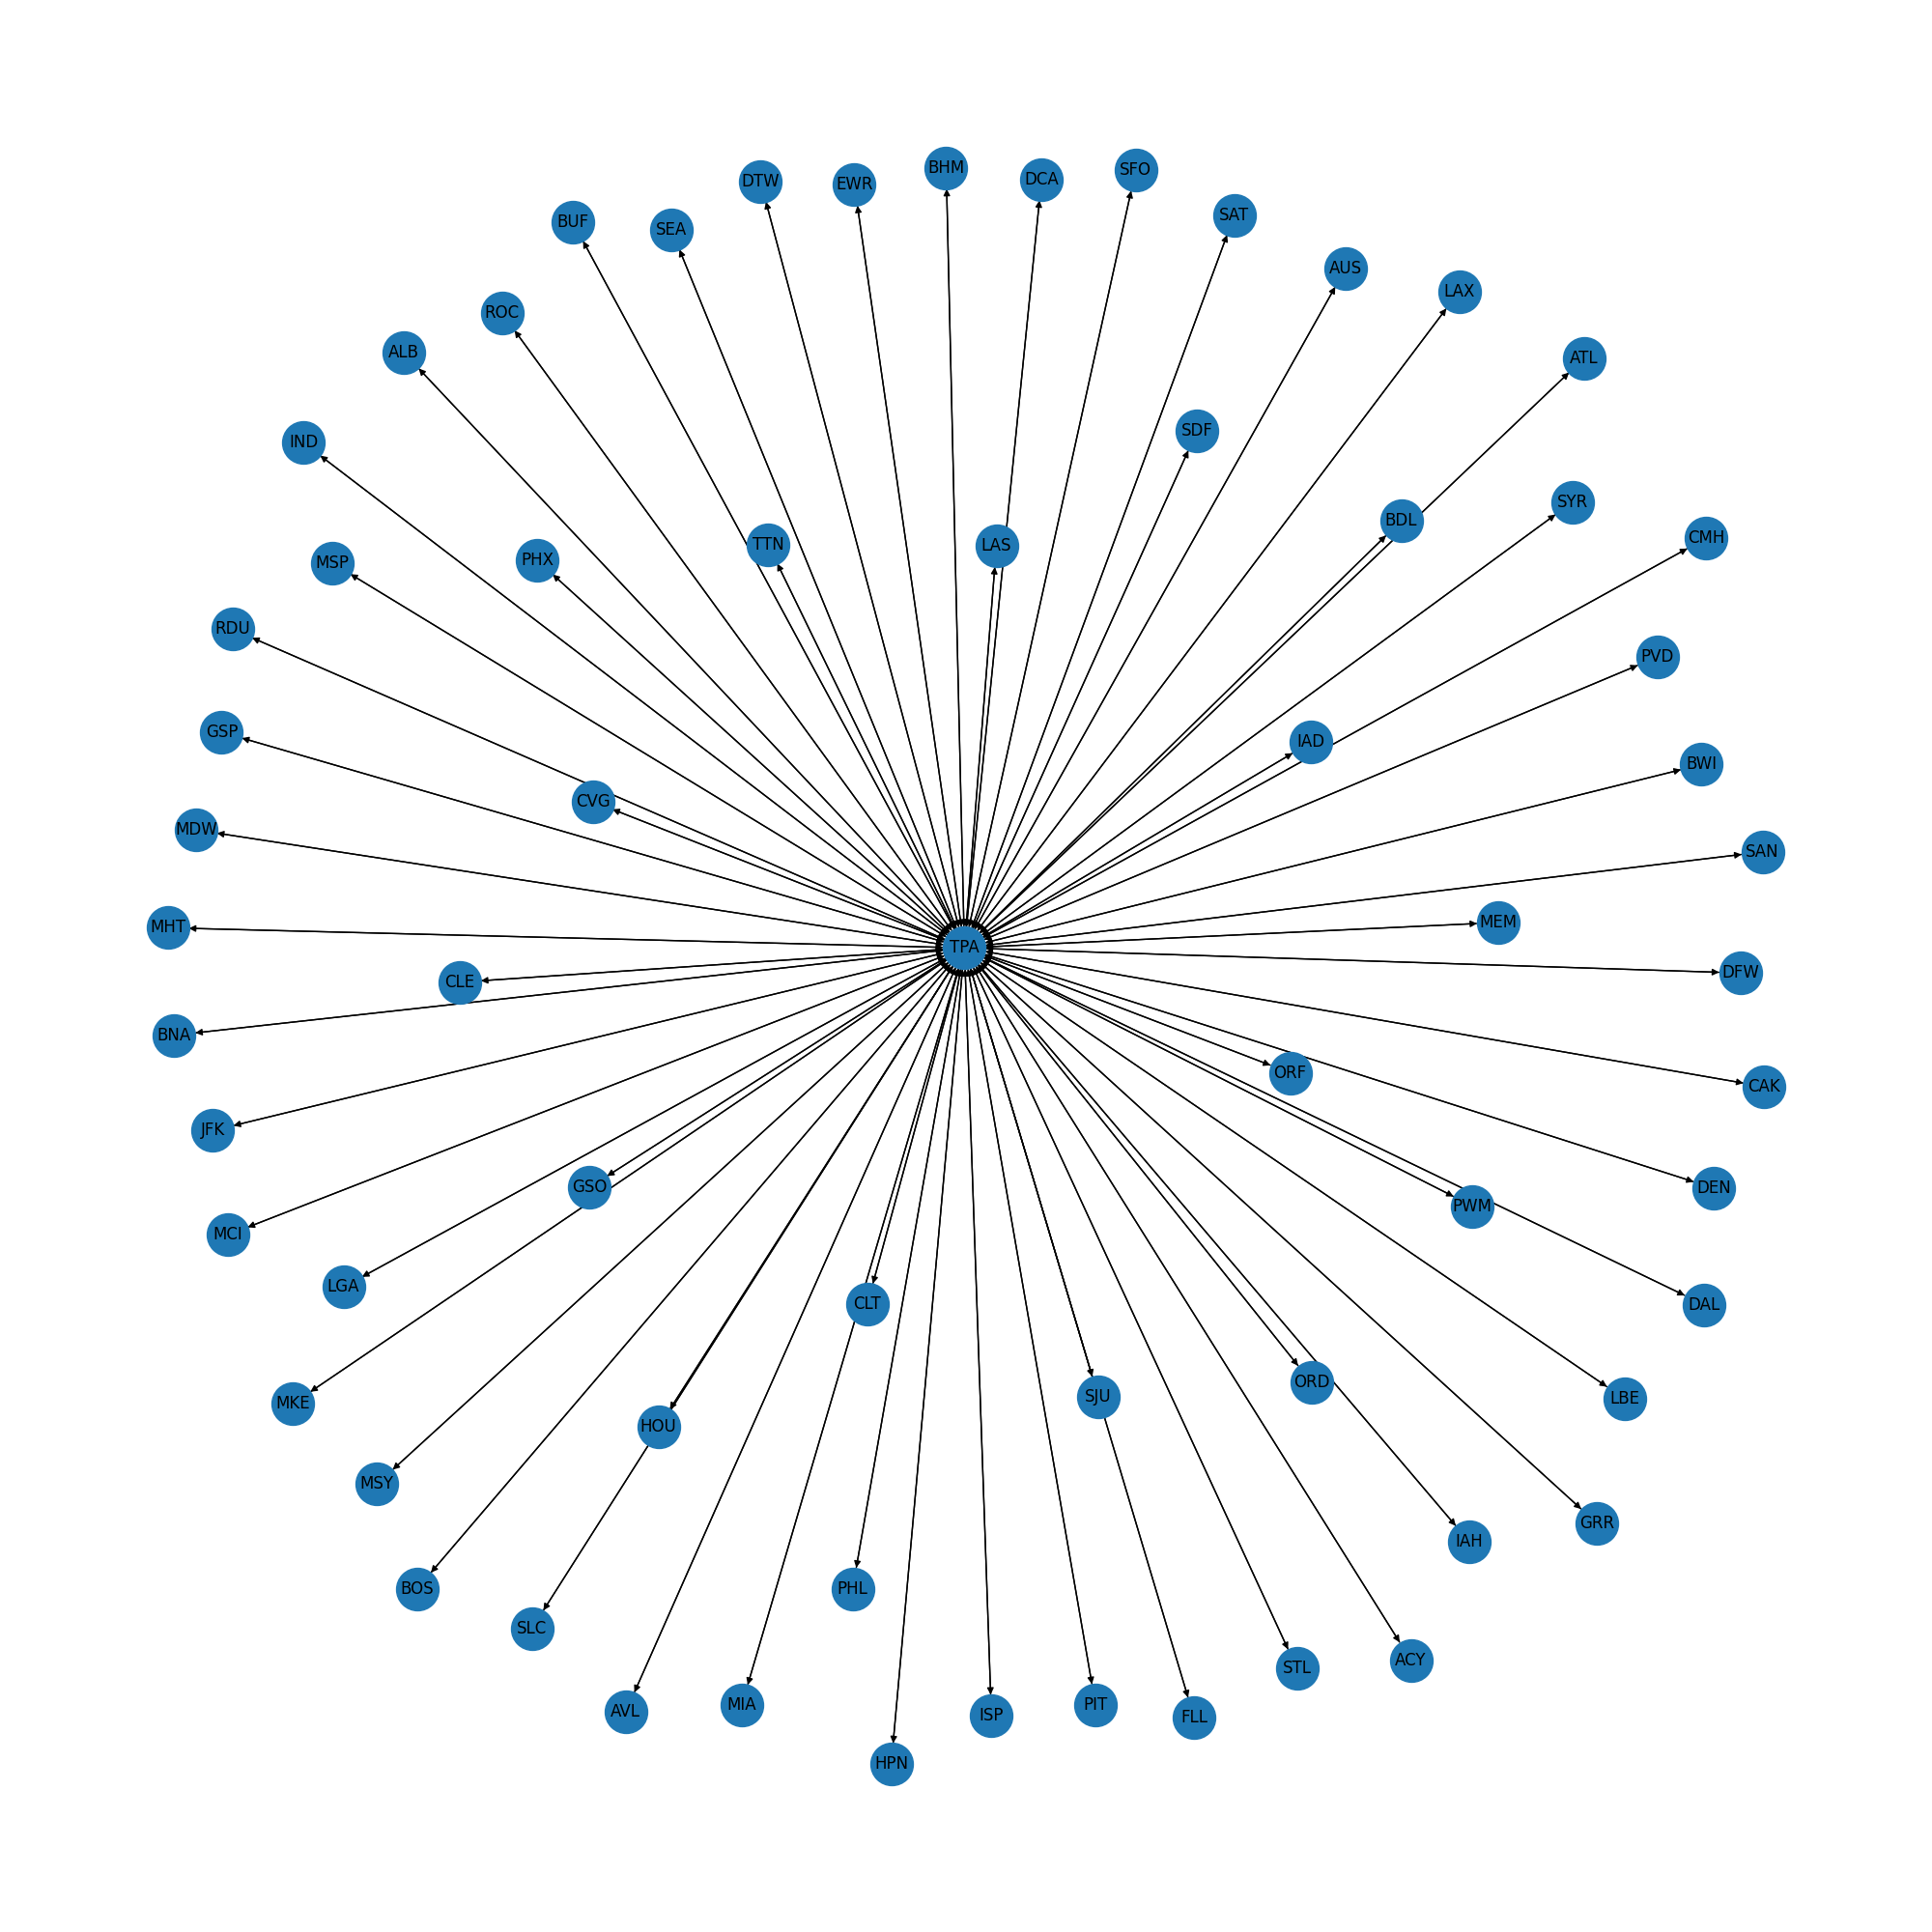 BHM
SFO
DCA
DTW
EWR
SAT
BUF
SEA
AUS
LAX
ROC
ALB
ATL
SDF
IND
SYR
BDL
CMH
TTN
LAS
PHX
MSP
RDU
PVD
GSP
IAD
BWI
CVG
MDW
SAN
MEM
MHT
TPA
DFW
CLE
BNA
ORF
CAK
JFK
GSO
DEN
PWM
MCI
LGA
CLT
DAL
ORD
SJU
LBE
MKE
HOU
MSY
GRR
IAH
BOS
PHL
SLC
ACY
STL
MIA
PIT
AVL
ISP
FLL
HPN